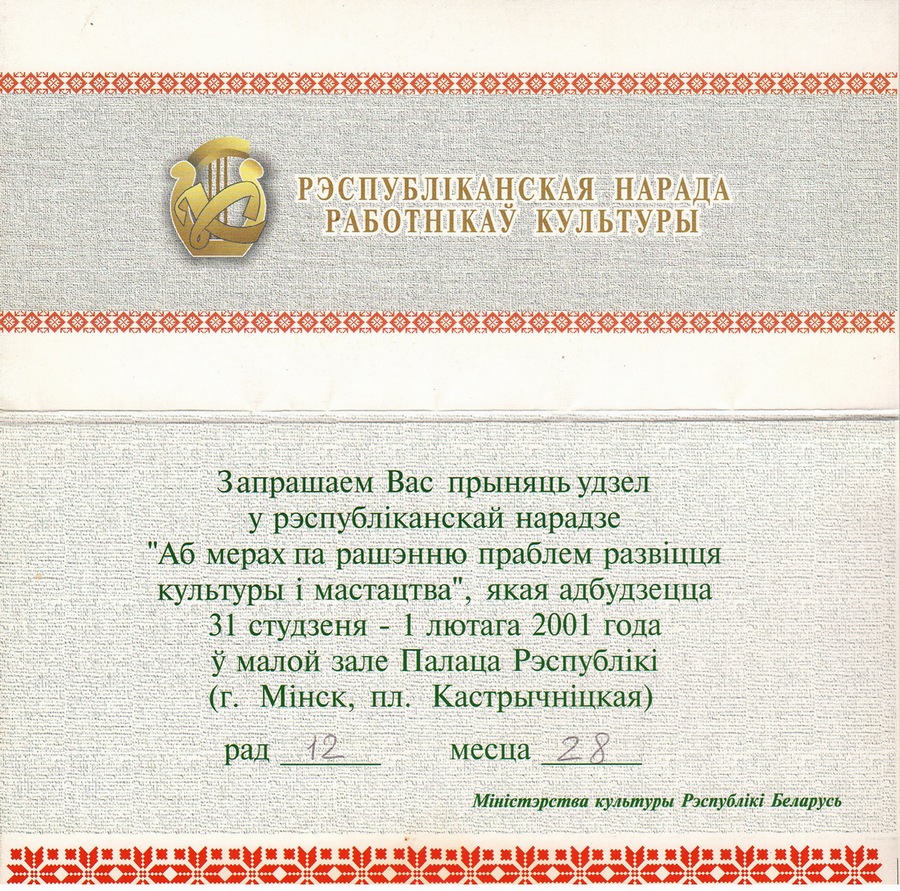 РЭСПУБЛІКАНСКАЯ НАРАДА
РАБОТНІКАЎ КУЛЬТУРЫ
Запрашаем Вас прыняць удзел
у рэспубліканскай нарадзе
"Аб мерах па рашэнню праблем развіцця
культуры і мастацтва", якая адбудзецца
31 студзеня - 1 лютага 2001 года
ў малой зале Палаца Рэспублікі
(г. Мінск, пл. Кастрычніцкая)
рад 12 месца 28
Міністэрства культуры Рэспублікі Беларусь